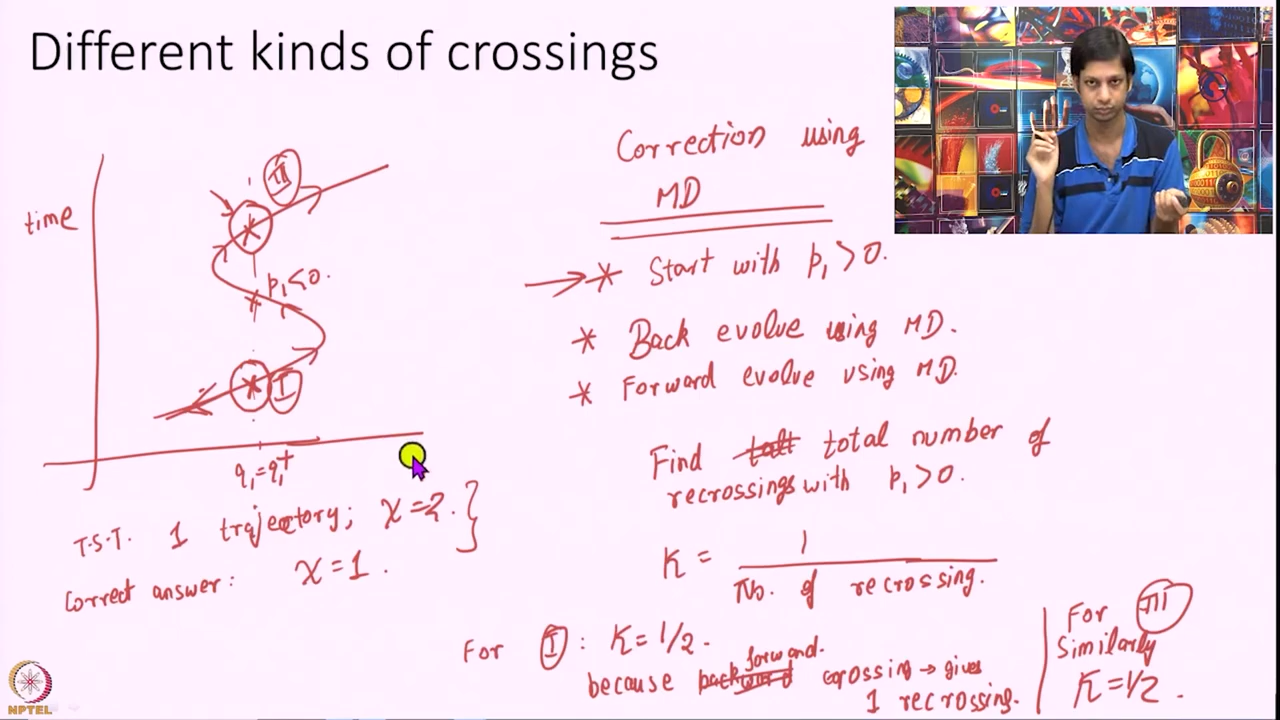 Different kinds of crossings
time
III
p₁<0.
I
q₁=q₁‡
T.S.T. 1 trajectory; χ=2.
Correct answer: χ=1.
Correction using
MD
→ * Start with p₁>0.
* Back evolve using MD.
* Forward evolve using MD.
Find total number of
recrossings with p₁>0.
K = 1
No. of recrossing.
For I : K=1/2.
because forward crossing → gives
1 recrossing.
For III
Similarly
K=1/2.
NPTEL